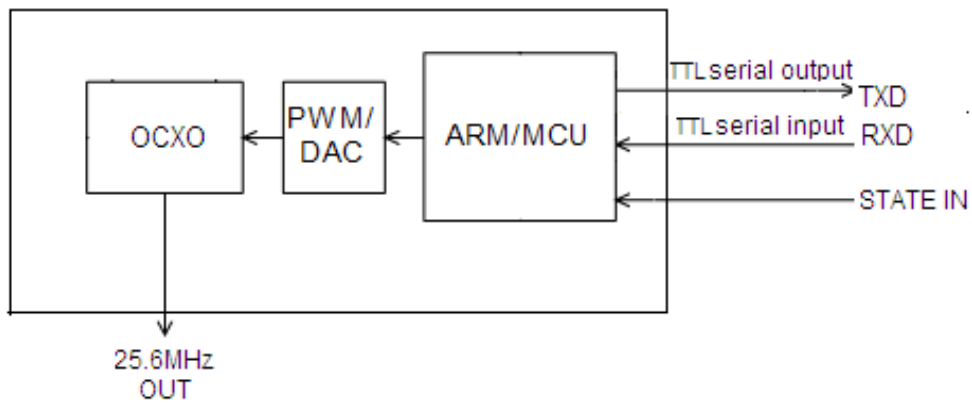 TTLserial output
TXD
PWM/
DAC
OCXO
ARM/MCU
TTLserial input
RXD
STATE IN
25.6MHz
OUT